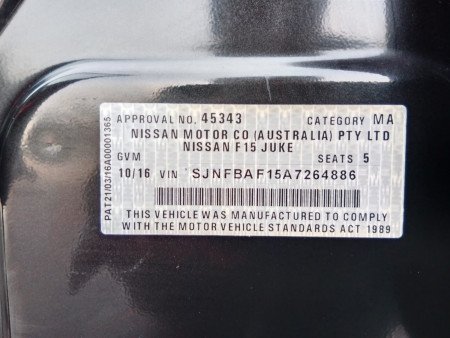 APPROVAL NO. 45343 CATEGORY MA
NISSAN MOTOR CO (AUSTRALIA) PTY LTD
NISSAN F15 JUKE
GVM SEATS 5
10/16 VIN SJNFBAF15A7264886
THIS VEHICLE WAS MANUFACTURED TO COMPLY
WITH THE MOTOR VEHICLE STANDARDS ACT 1989
PAT21/03/16A00001365